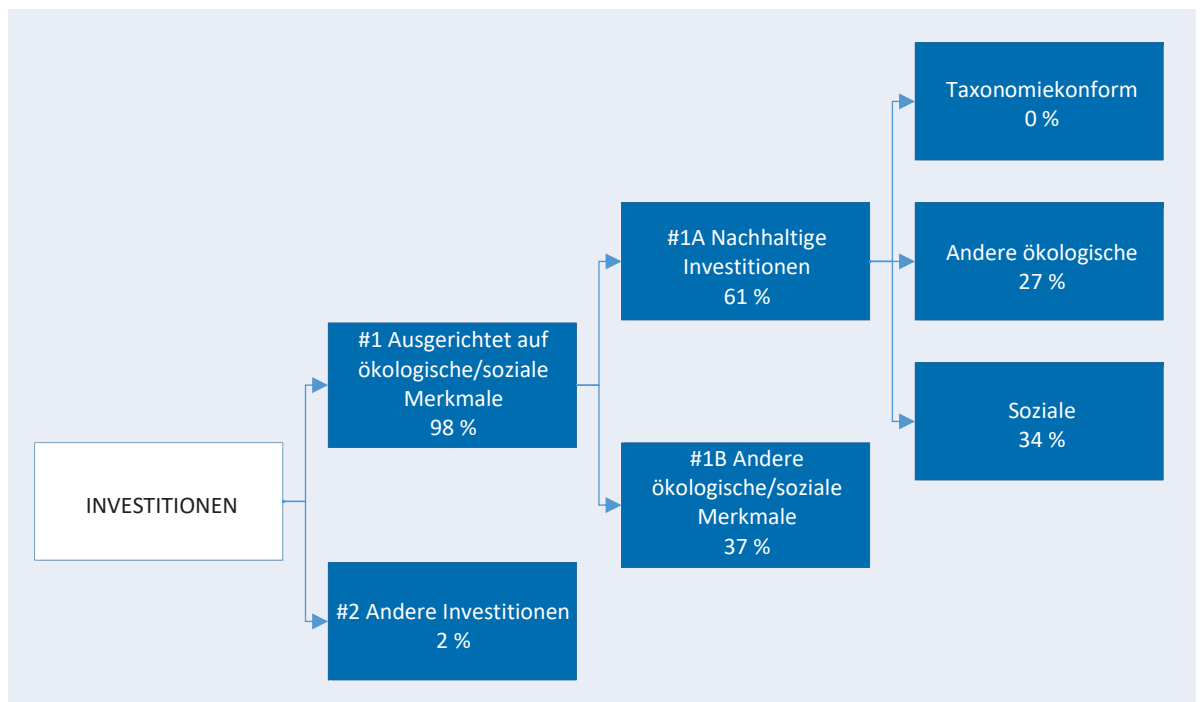 INVESTITIONEN
#1 Ausgerichtet auf
ökologische/soziale
Merkmale
98 %
#2 Andere Investitionen
2 %
#1A Nachhaltige
Investitionen
61 %
#1B Andere
ökologische/soziale
Merkmale
37 %
Taxonomiekonform
0 %
Andere ökologische
27 %
Soziale
34 %